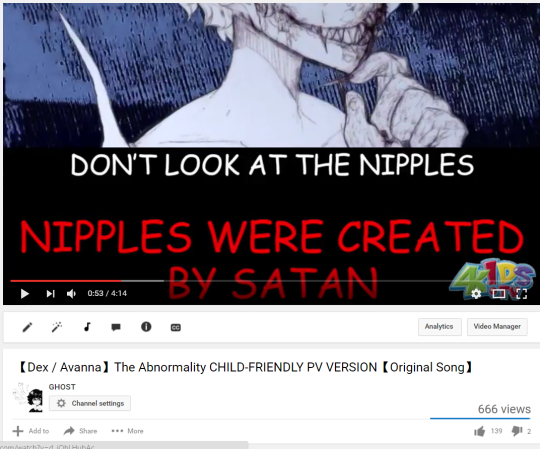 DON'T LOOK AT THE NIPPLES
NIPPLES WERE CREATED
BY SATAN
4KiDS
TV
0:53 / 4:14
CC
Analytics
Video Manager
【Dex / Avanna】The Abnormality CHILD-FRIENDLY PV VERSION【Original Song】
GHOST
Channel settings
666 views
Add to
Share
More
139
2